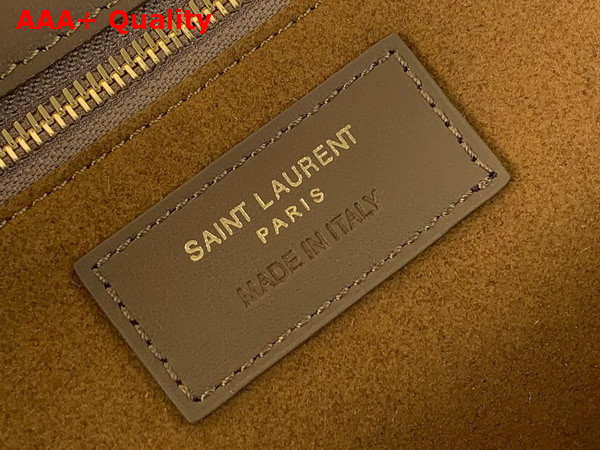 AAA+ Quality
SAINT LAURENT
PARIS
MADE IN ITALY